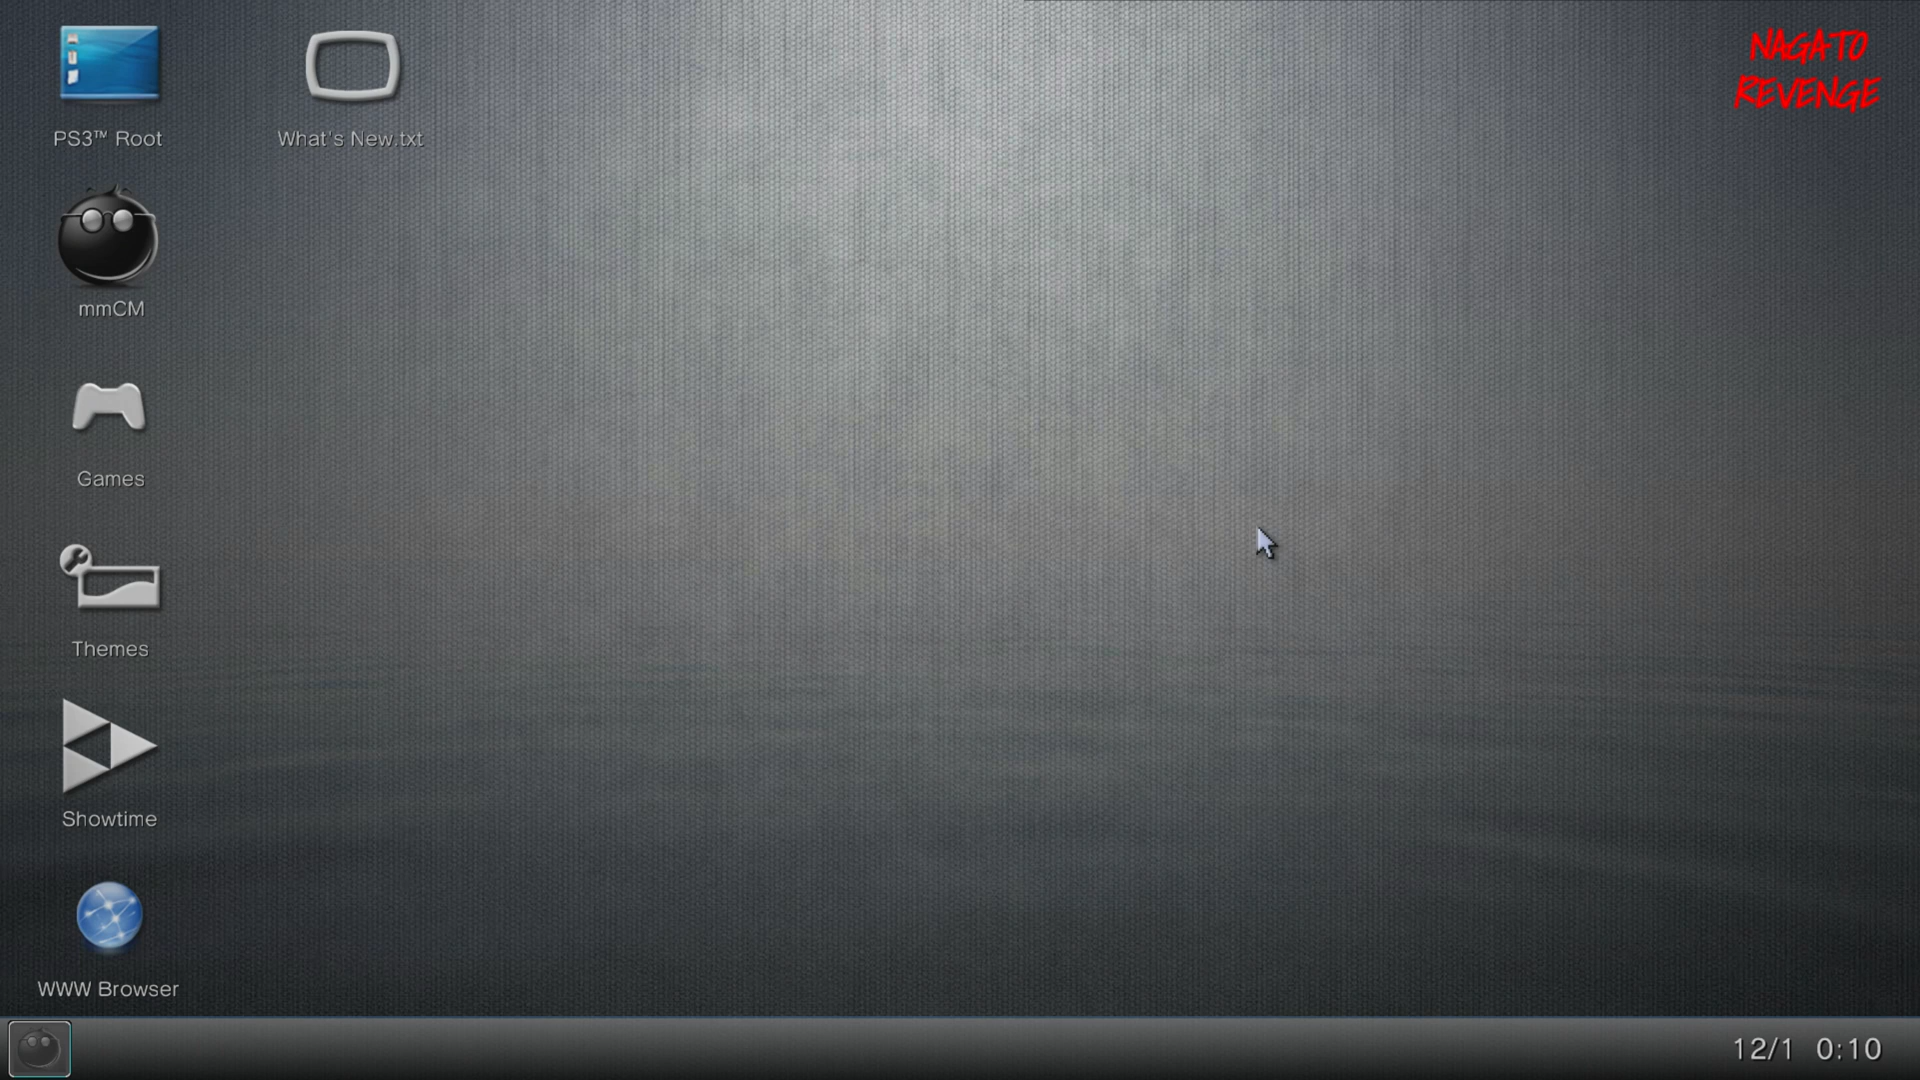 PS3™ Root
What's New.txt
NAGATO
REVENGE
mmCM
Games
Themes
Showtime
WWW Browser
12/1 0:10